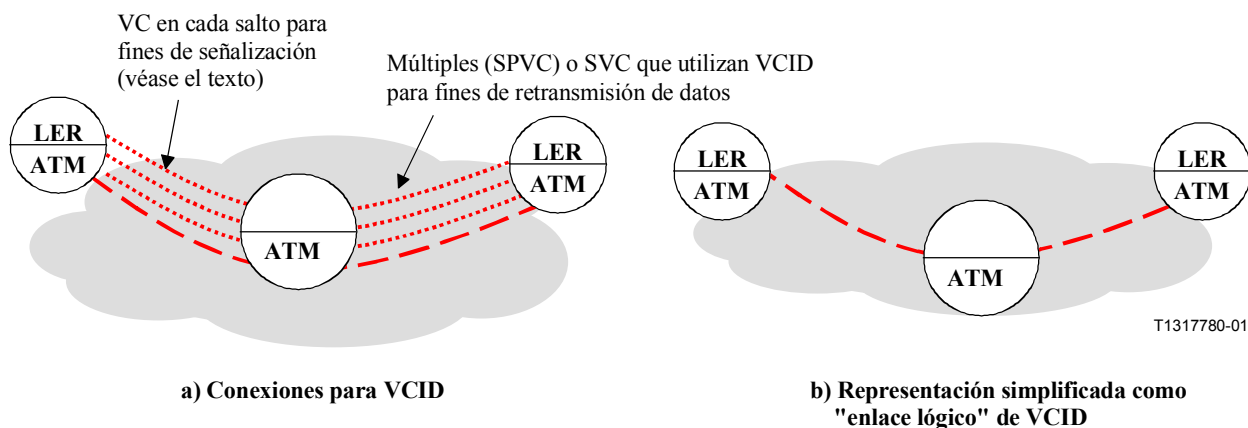 VC en cada salto para
fines de señalización
(véase el texto)
Múltiples (SPVC) o SVC que utilizan VCID
para fines de retransmisión de datos
LER
ATM
ATM
LER
ATM
LER
ATM
ATM
LER
ATM
T1317780-01
a) Conexiones para VCID
b) Representación simplificada como
"enlace lógico" de VCID